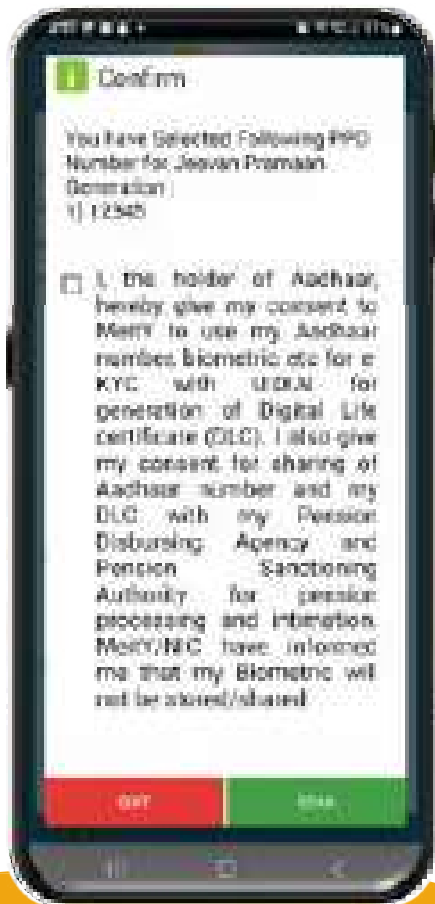 Confirm
You Have Selected Following PPO
Number for Jeevan Pramaan
Generation :
1) 12345
I, the holder of Aadhaar,
hereby give my consent to
MeitY to use my Aadhaar
number, biometric etc for e-
KYC with UIDAI for
generation of Digital Life
certificate (DLC). I also give
my consent for sharing of
Aadhaar number and my
DLC with my Pension
Disbursing Agency and
Pension Sanctioning
Authority for pension
processing and intimation.
MeitY/NIC have informed
me that my Biometric will
not be stored/shared